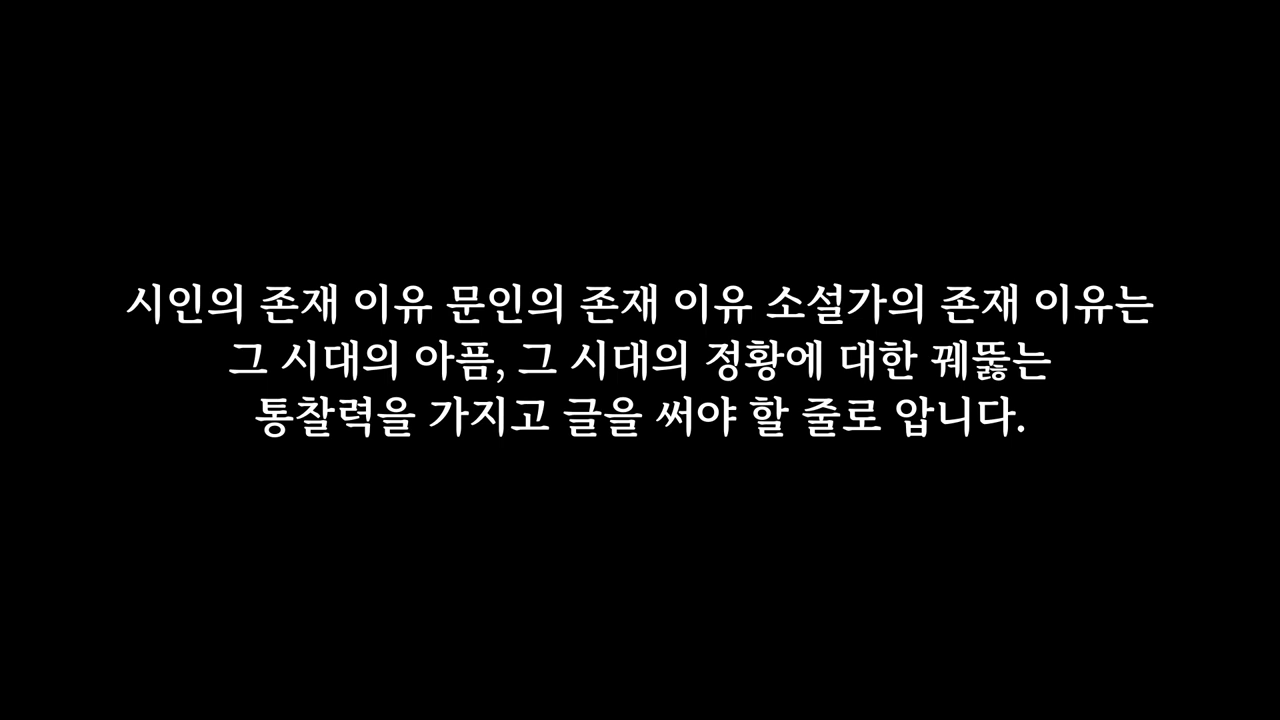 시인의 존재 이유 문인의 존재 이유 소설가의 존재 이유는
그 시대의 아픔, 그 시대의 정황에 대한 꿰뚫는
통찰력을 가지고 글을 써야 할 줄로 압니다.